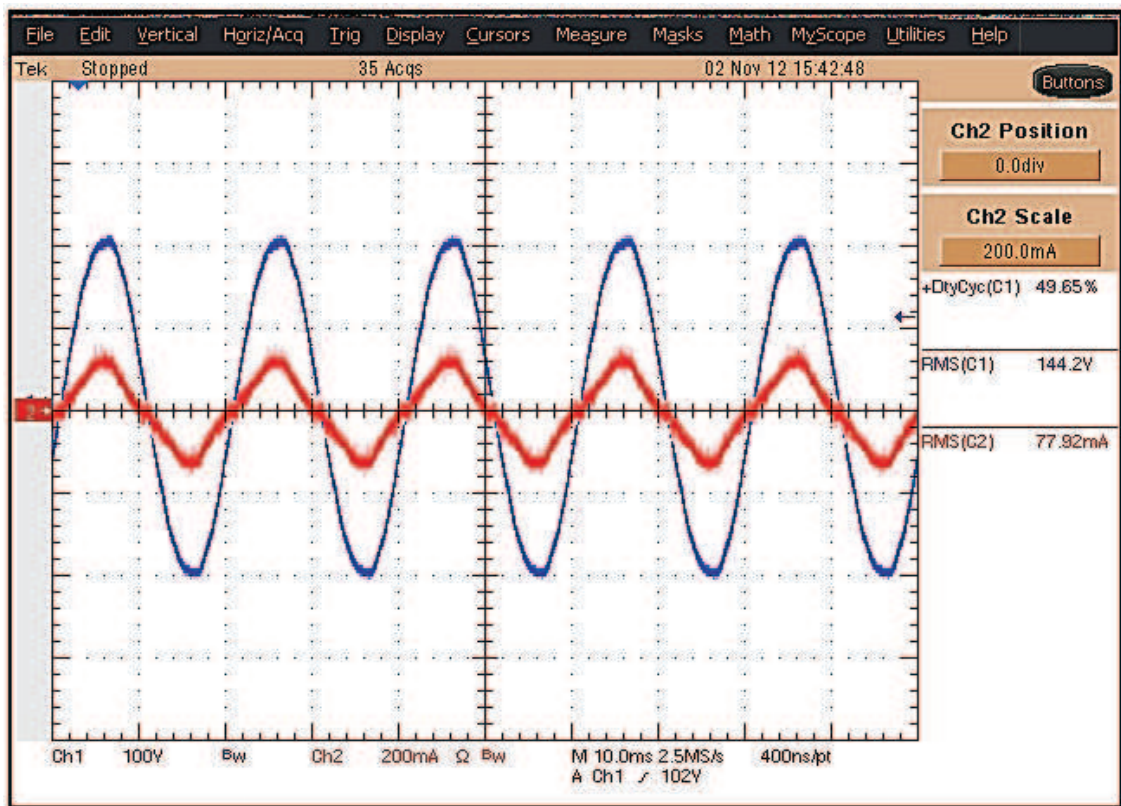 File Edit Vertical Horiz/Acq Trig Display Cursors Measure Masks Math MyScope Utilities Help
Tek Stopped 35 Acqs 02 Nov 12 15:42:48
Buttons
Ch2 Position
0.0div
Ch2 Scale
200.0mA
+DtyCyc(C1) 49.65%
RMS(C1) 144.2V
2
RMS(C2) 77.92mA
Ch1 100V Bw Ch2 200mA Ω Bw M 10.0ms 2.5MS/s 400ns/pt
A Ch1 / 102V